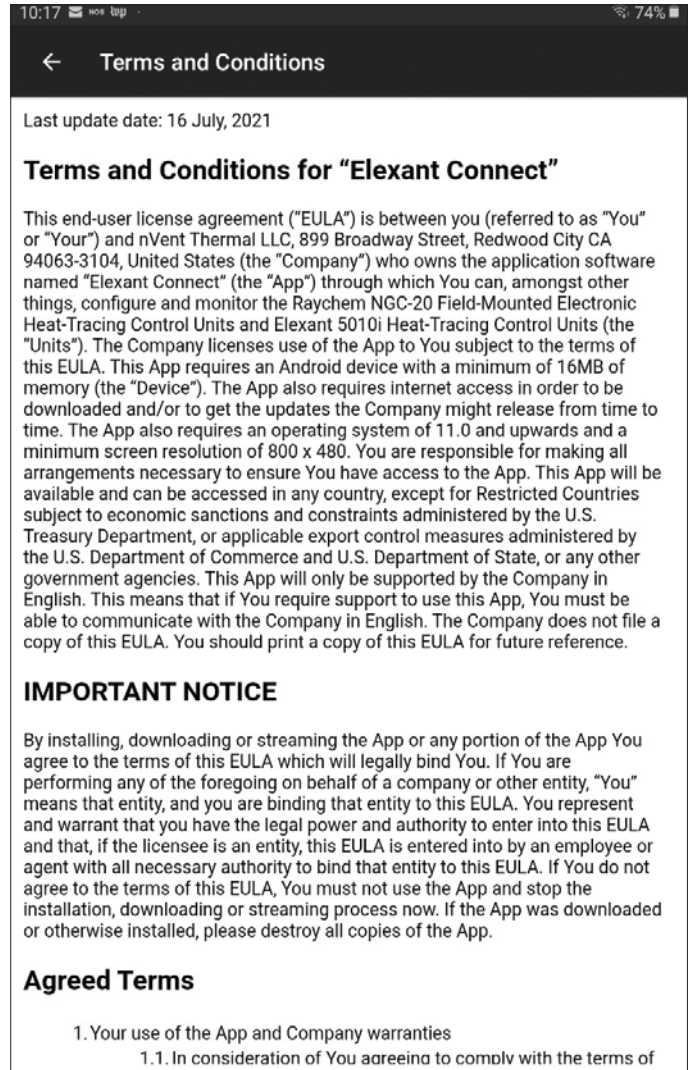 10:17
74%
Terms and Conditions
Last update date: 16 July, 2021
Terms and Conditions for “Elexant Connect”
This end-user license agreement (“EULA”) is between you (referred to as “You”
or “Your”) and nVent Thermal LLC, 899 Broadway Street, Redwood City CA
94063-3104, United States (the “Company”) who owns the application software
named “Elexant Connect” (the “App”) through which You can, amongst other
things, configure and monitor the Raychem NGC-20 Field-Mounted Electronic
Heat-Tracing Control Units and Elexant 5010i Heat-Tracing Control Units (the
“Units”). The Company licenses use of the App to You subject to the terms of
this EULA. This App requires an Android device with a minimum of 16MB of
memory (the “Device”). The App also requires internet access in order to be
downloaded and/or to get the updates the Company might release from time to
time. The App also requires an operating system of 11.0 and upwards and a
minimum screen resolution of 800 x 480. You are responsible for making all
arrangements necessary to ensure You have access to the App. This App will be
available and can be accessed in any country, except for Restricted Countries
subject to economic sanctions and constraints administered by the U.S.
Treasury Department, or applicable export control measures administered by
the U.S. Department of Commerce and U.S. Department of State, or any other
government agencies. This App will only be supported by the Company in
English. This means that if You require support to use this App, You must be
able to communicate with the Company in English. The Company does not file a
copy of this EULA. You should print a copy of this EULA for future reference.
IMPORTANT NOTICE
By installing, downloading or streaming the App or any portion of the App You
agree to the terms of this EULA which will legally bind You. If You are
performing any of the foregoing on behalf of a company or other entity, “You”
means that entity, and you are binding that entity to this EULA. You represent
and warrant that you have the legal power and authority to enter into this EULA
and that, if the licensee is an entity, this EULA is entered into by an employee or
agent with all necessary authority to bind that entity to this EULA. If You do not
agree to the terms of this EULA, You must not use the App and stop the
installation, downloading or streaming process now. If the App was downloaded
or otherwise installed, please destroy all copies of the App.
Agreed Terms
1. Your use of the App and Company warranties
1.1. In consideration of You agreeing to comply with the terms of